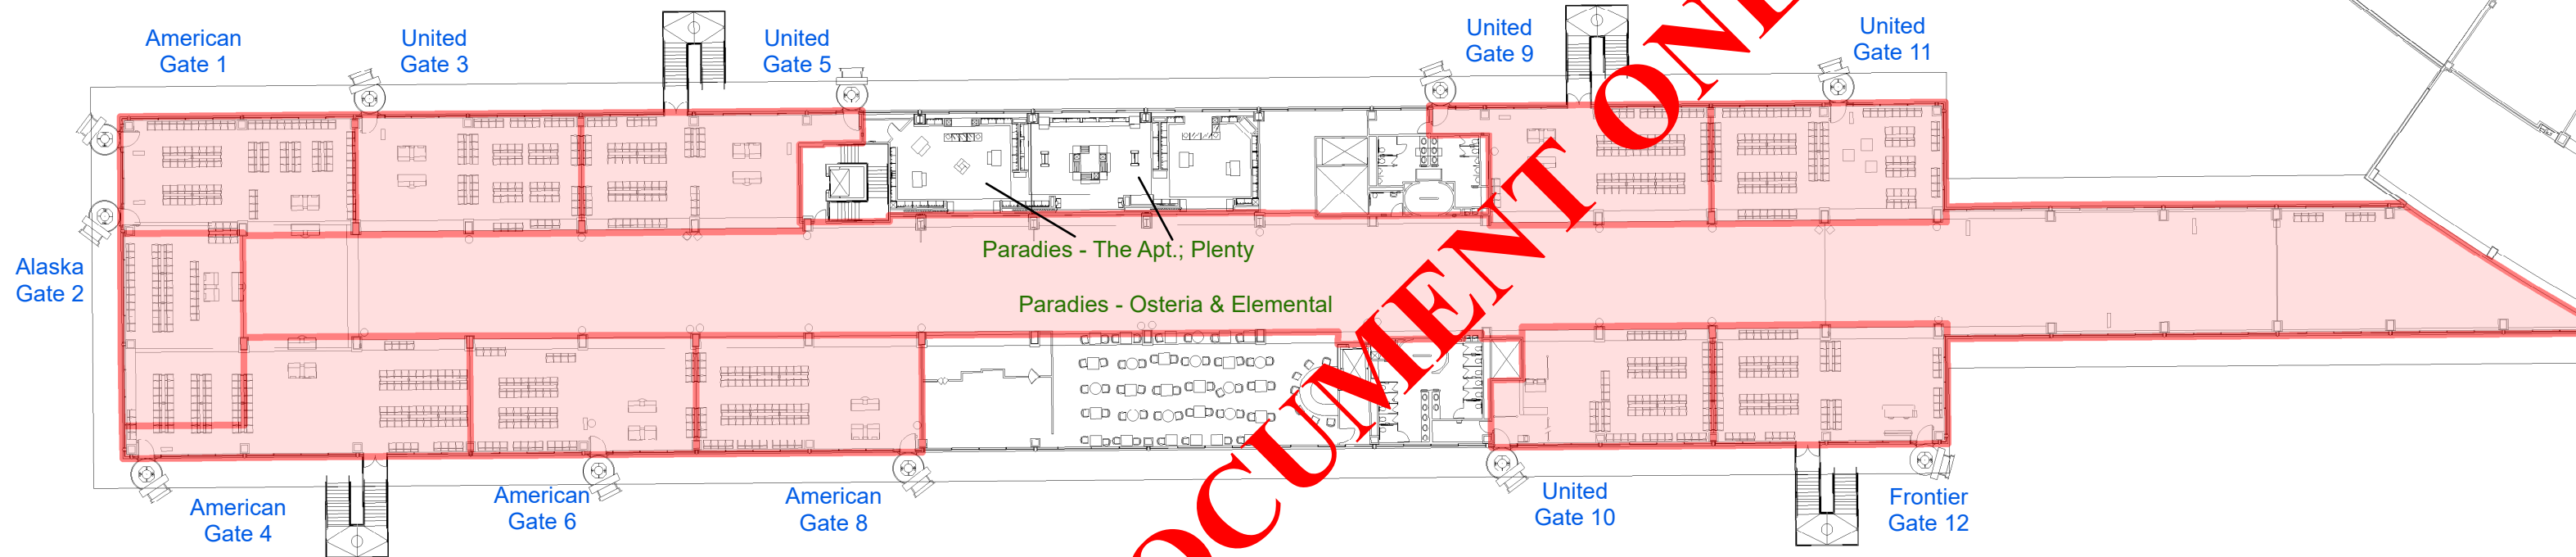 American
Gate 1
United
Gate 3
United
Gate 5
United
Gate 9
United
Gate 11
Alaska
Gate 2
Paradies - The Apt.; Plenty
Paradies - Osteria & Elemental
American
Gate 4
American
Gate 6
American
Gate 8
United
Gate 10
Frontier
Gate 12